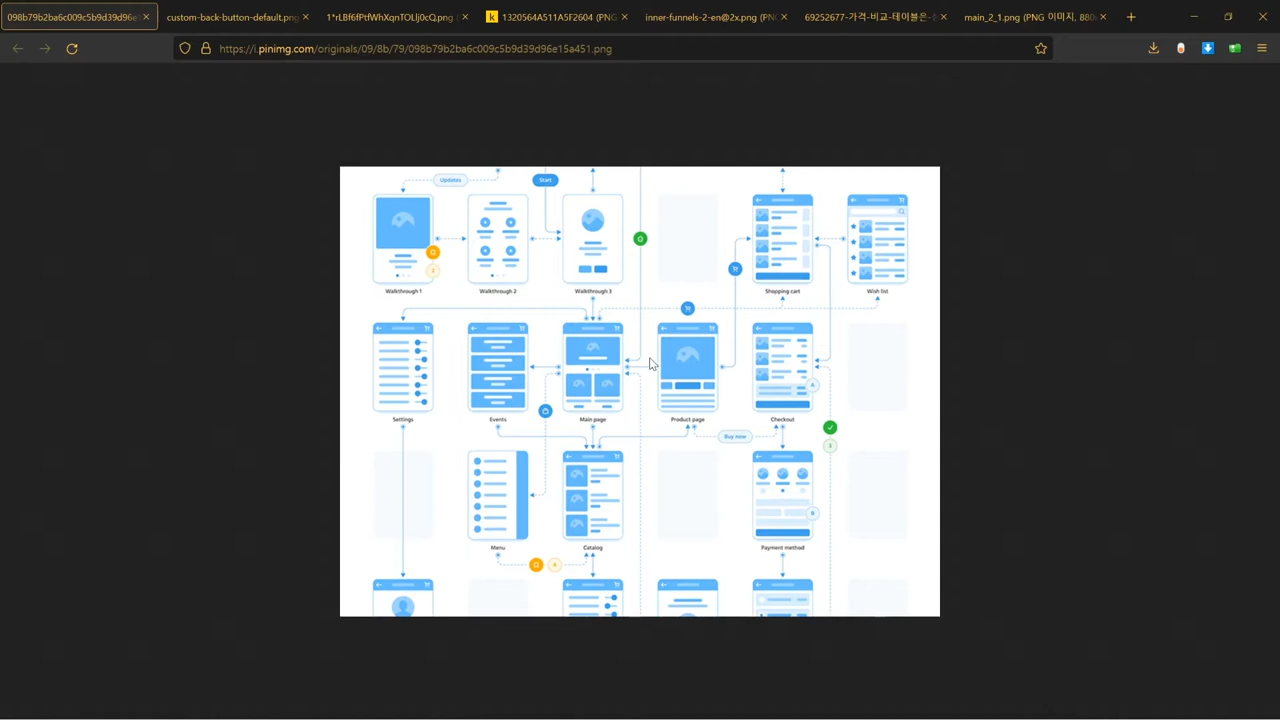 098b79b2ba6c009c5b9d39d96e
custom-back-button-default.png
1*rLBf6fPtfWhXqnTOLlj0cQ.png
1320564A511A5F2604 (PNG
inner-funnels-2-en@2x.png (PN
69252677-가격-비교-테이블은-
main_2_1.png (PNG 이미지, 880
https://i.pinimg.com/originals/09/8b/79/098b79b2ba6c009c5b9d39d96e15a451.png
Updates
Start
Walkthrough 1
Walkthrough 2
Walkthrough 3
Shopping cart
Wish list
Settings
Events
Main page
Product page
Checkout
A
Buy now
3
B
Menu
Catalog
Payment method